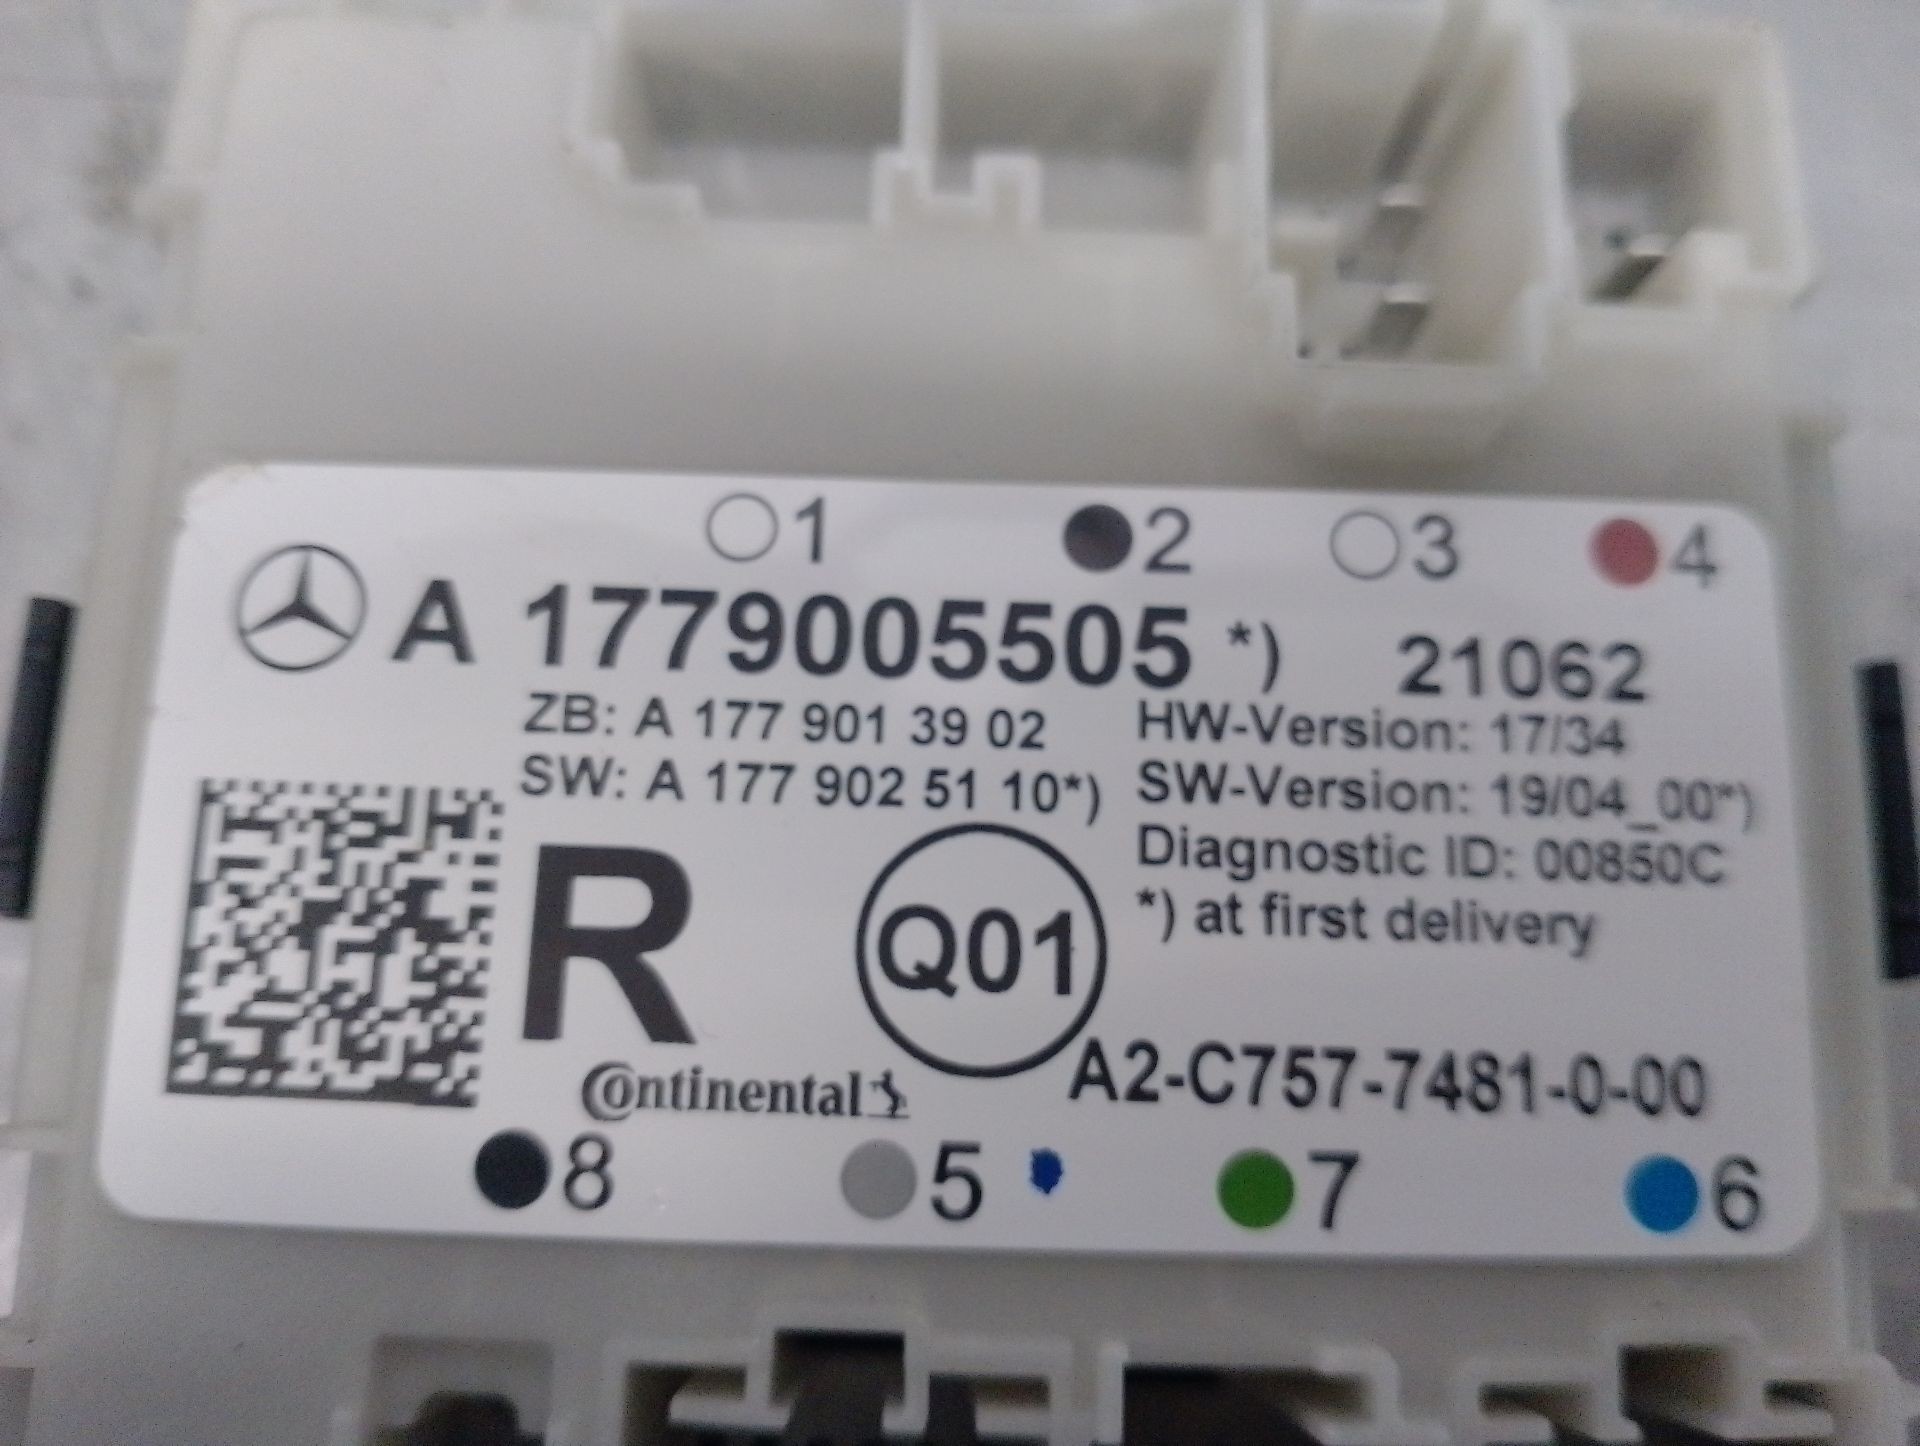 1 2 3 4
A 1779005505 *) 21062
ZB: A 177 901 39 02
HW-Version: 17/34
SW: A 177 902 51 10*)
SW-Version: 19/04_00*)
Diagnostic ID: 00850C
*) at first delivery
R
Q01
Continental
A2-C757-7481-0-00
8 5 7 6